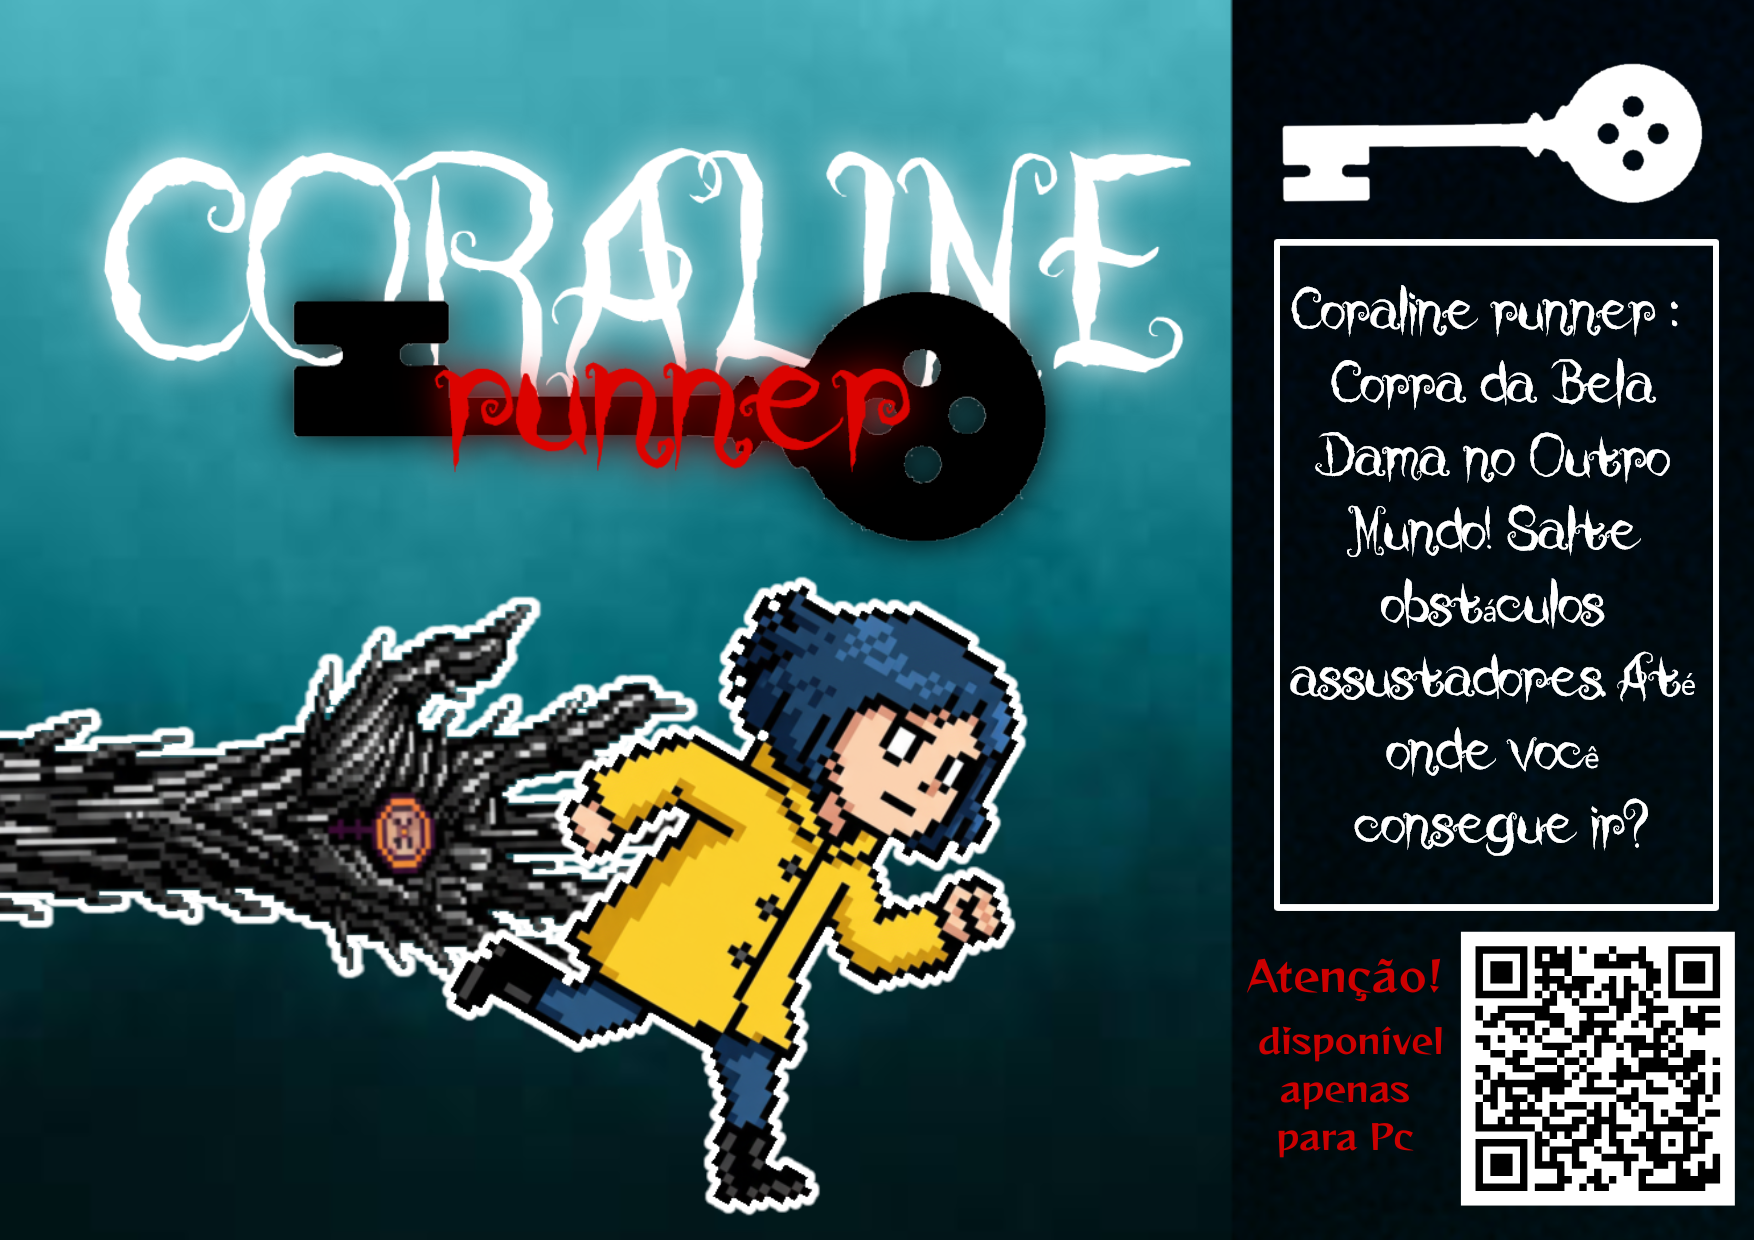 CORALINE
runner
Coraline runner :
Corra da Bela
Dama no Outro
Mundo! Salte
obstáculos
assustadores. Até
onde você
consegue ir?
Atenção!
disponível
apenas
para Pc